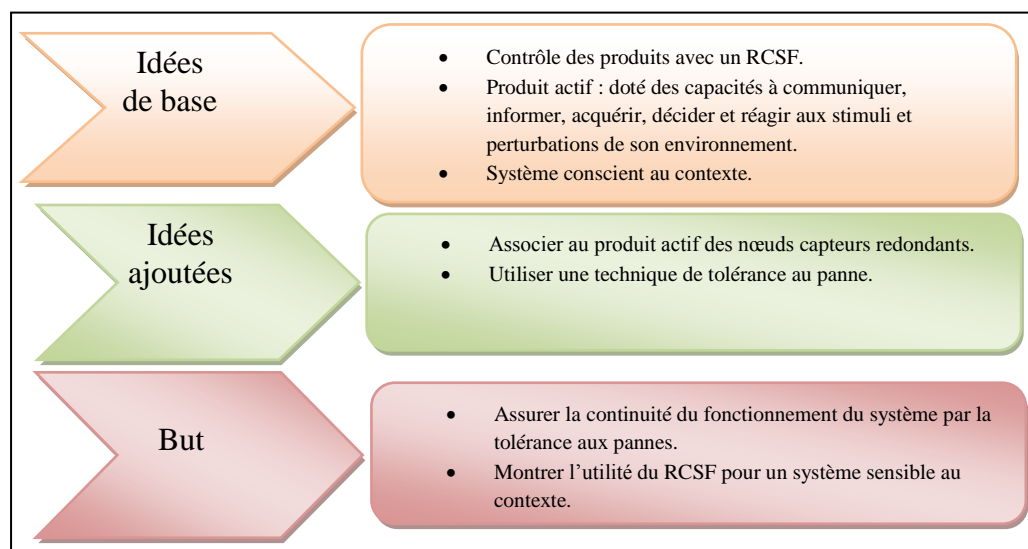 Idées
de base
• Contrôle des produits avec un RCSF.
• Produit actif : doté des capacités à communiquer,
informer, acquérir, décider et réagir aux stimuli et
perturbations de son environnement.
• Système conscient au contexte.
Idées
ajoutées
• Associer au produit actif des nœuds capteurs redondants.
• Utiliser une technique de tolérance au panne.
But
• Assurer la continuité du fonctionnement du système par la
tolérance aux pannes.
• Montrer l’utilité du RCSF pour un système sensible au
contexte.